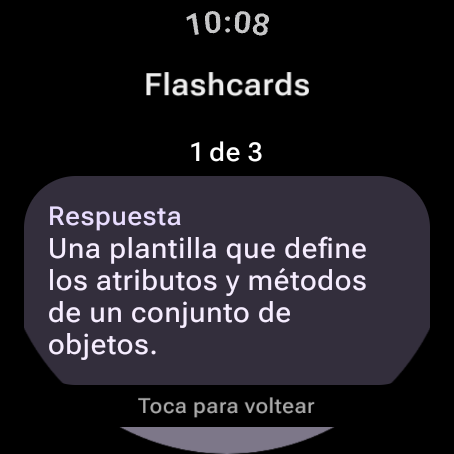 10:08
Flashcards
1 de 3
Respuesta
Una plantilla que define
los atributos y métodos
de un conjunto de
objetos.
Toca para voltear